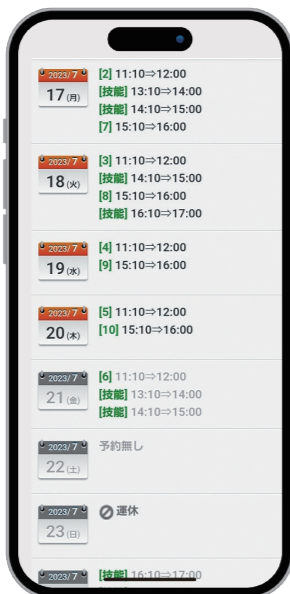 2023/7
17(月)
[2] 11:10⇒12:00
[技能] 13:10⇒14:00
[技能] 14:10⇒15:00
[7] 15:10⇒16:00
2023/7
18(火)
[3] 11:10⇒12:00
[技能] 14:10⇒15:00
[8] 15:10⇒16:00
[技能] 16:10⇒17:00
2023/7
19(水)
[4] 11:10⇒12:00
[9] 15:10⇒16:00
2023/7
20(木)
[5] 11:10⇒12:00
[10] 15:10⇒16:00
2023/7
21(金)
[6] 11:10⇒12:00
[技能] 13:10⇒14:00
[技能] 14:10⇒15:00
2023/7
22(土)
予約無し
2023/7
23(日)
運休
2023/7
[技能] 16:10⇒17:00